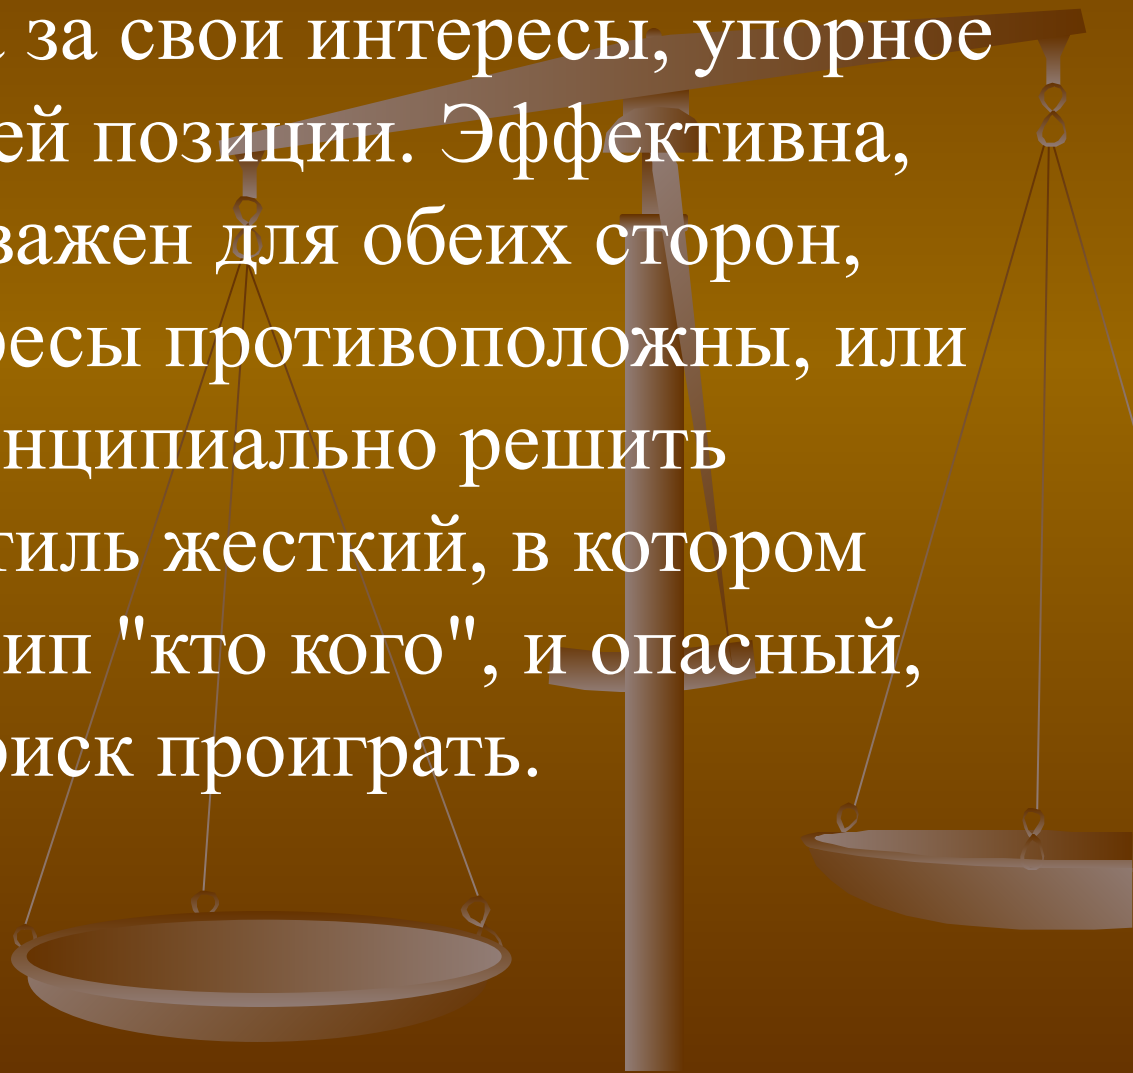 за свои интересы, упорное
ей позиции. Эффективна,
важен для обеих сторон,
ресы противоположны, или
нципиально решить
тиль жесткий, в котором
ип "кто кого", и опасный,
риск проиграть.